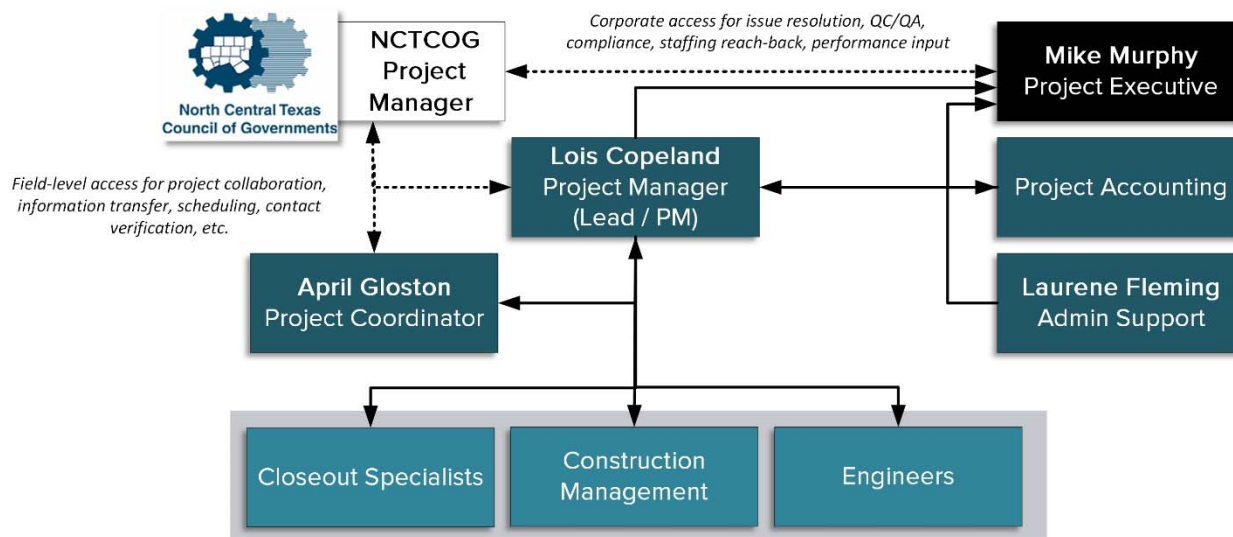 North Central Texas
Council of Governments
NCTCOG
Project
Manager
Corporate access for issue resolution, QC/QA,
compliance, staffing reach-back, performance input
Mike Murphy
Project Executive
Lois Copeland
Project Manager
(Lead / PM)
Project Accounting
Field-level access for project collaboration,
information transfer, scheduling, contact
verification, etc.
April Gloston
Project Coordinator
Laurene Fleming
Admin Support
Closeout Specialists
Construction
Management
Engineers